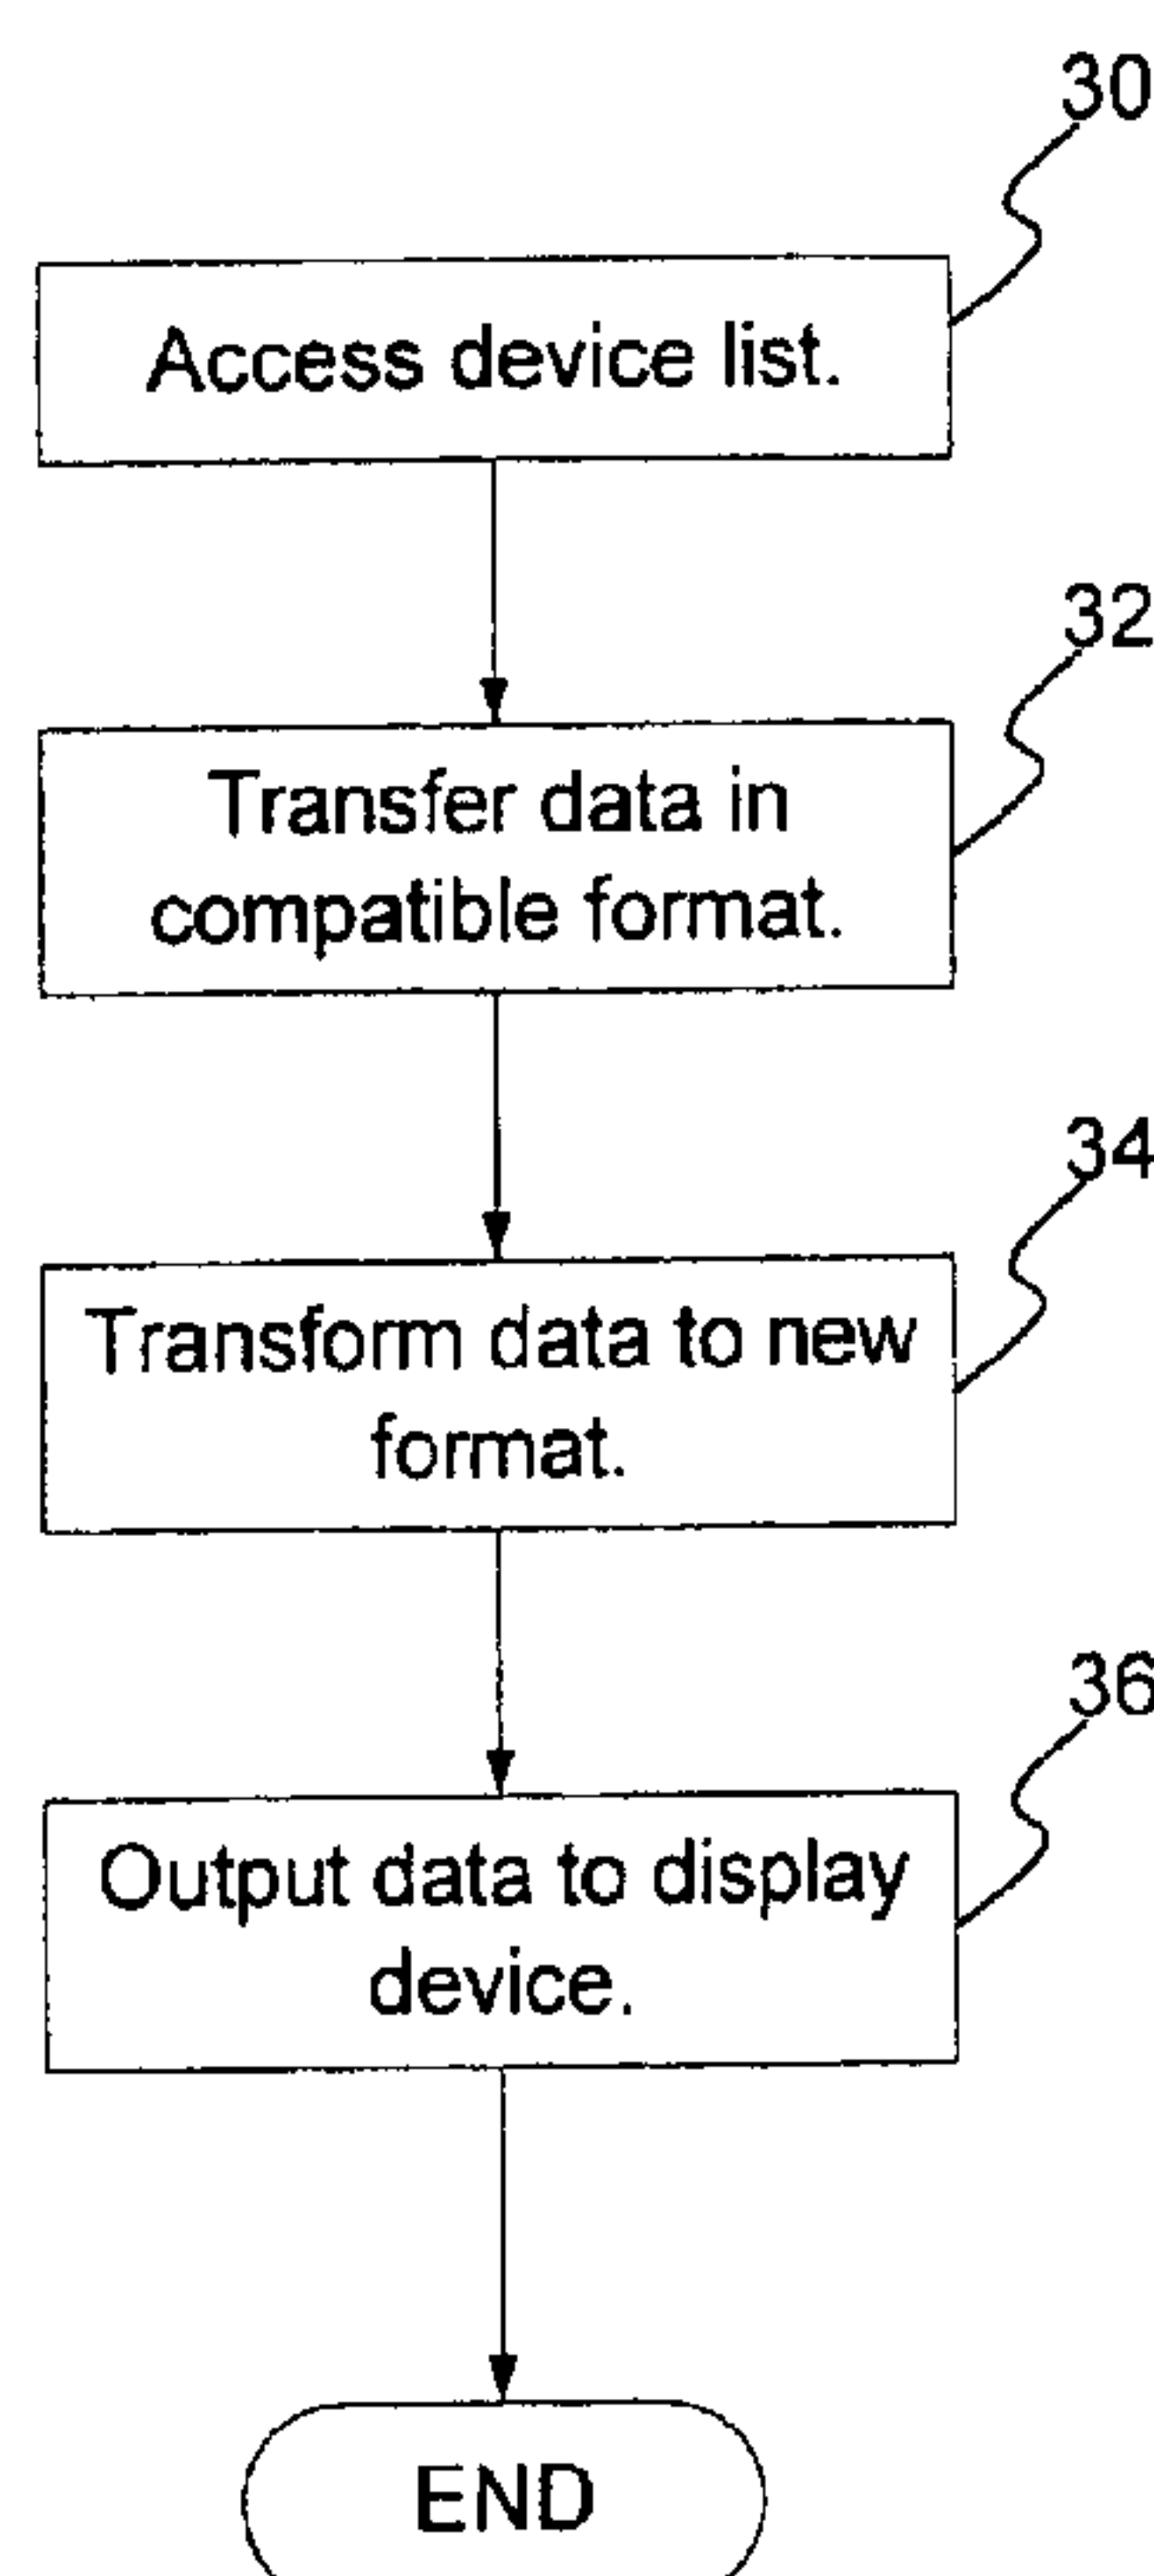 30
Access device list.
32
Transfer data in
compatible format.
34
Transform data to new
format.
36
Output data to display
device.
END